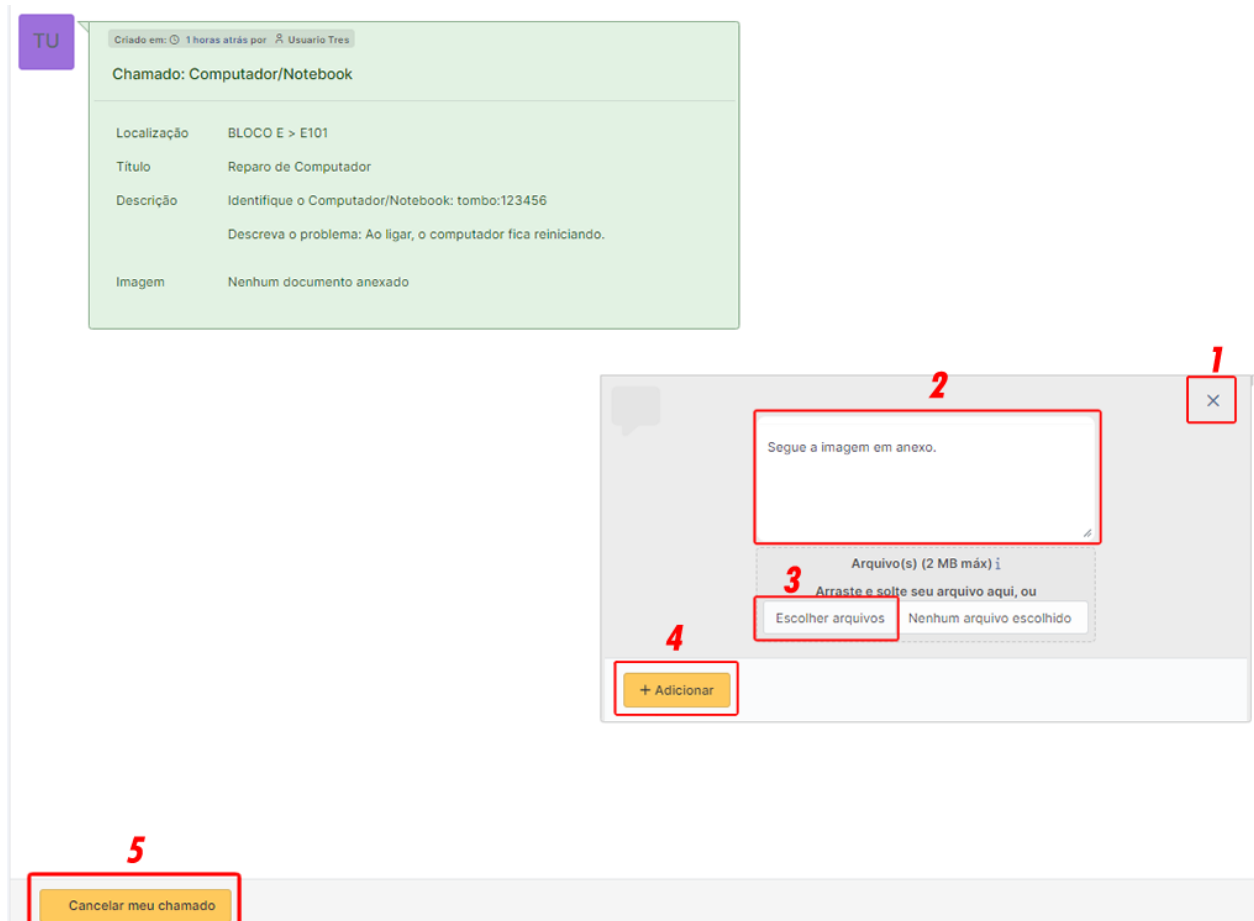 TU
Criado em: 1 horas atrás por Usuario Tres
Chamado: Computador/Notebook
Localização BLOCO E > E101
Título Reparo de Computador
Descrição Identifique o Computador/Notebook: tombo:123456
Descreva o problema: Ao ligar, o computador fica reiniciando.
Imagem Nenhum documento anexado
1
2
Segue a imagem em anexo.
Arquivo(s) (2 MB máx) i
3
Arraste e solte seu arquivo aqui, ou
Escolher arquivos Nenhum arquivo escolhido
4
+ Adicionar
5
Cancelar meu chamado